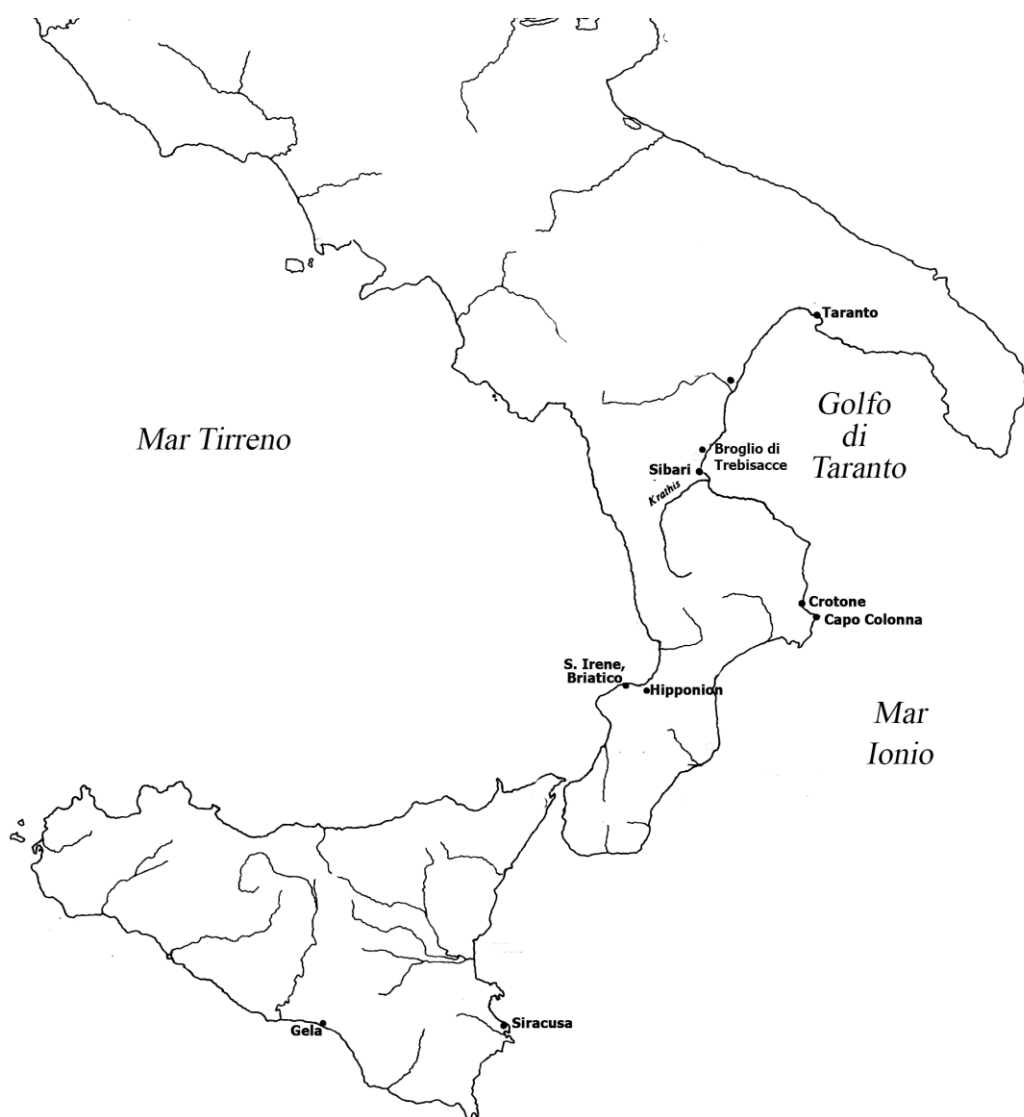 Taranto
Golfo
di
Taranto
Mar Tirreno
Broglio di
Trebisacce
Sibari
Krathis
Crotone
Capo Colonna
S. Irene,
Briatico
Hipponion
Mar
Ionio
Gela
Siracusa